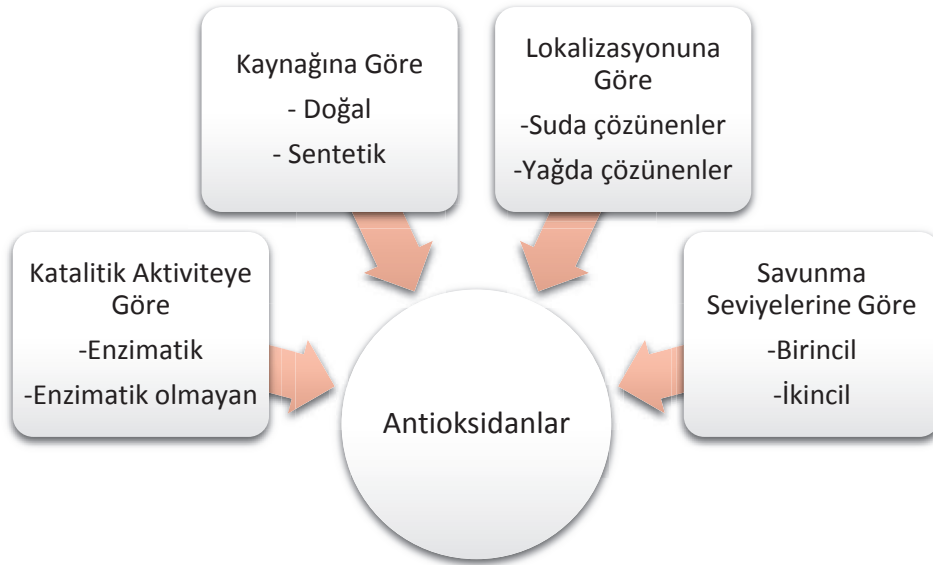 Kaynağına Göre
- Doğal
- Sentetik
Lokalizasyonuna
Göre
-Suda çözünenler
-Yağda çözünenler
Katalitik Aktiviteye
Göre
-Enzimatik
-Enzimatik olmayan
Savunma
Seviyelerine Göre
-Birincil
-İkincil
Antioksidanlar